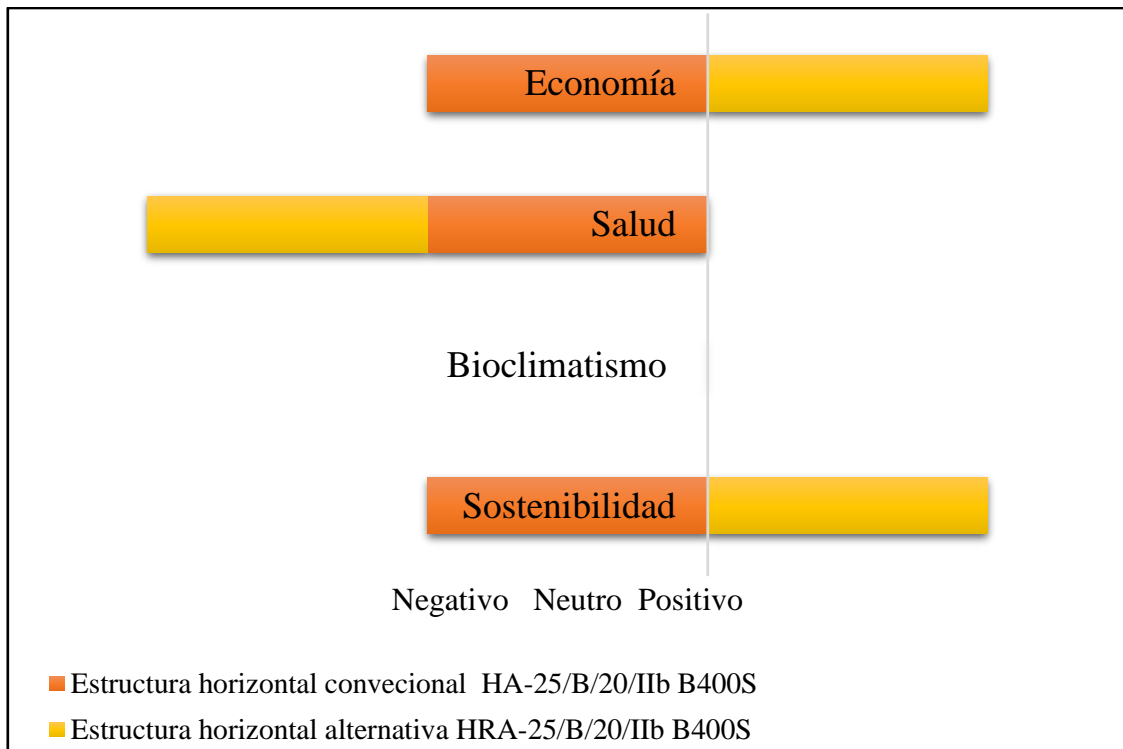 Economía
Salud
Bioclimatismo
Sostenibilidad
Negativo Neutro Positivo
Estructura horizontal convecional HA-25/B/20/IIb B400S
Estructura horizontal alternativa HRA-25/B/20/IIb B400S